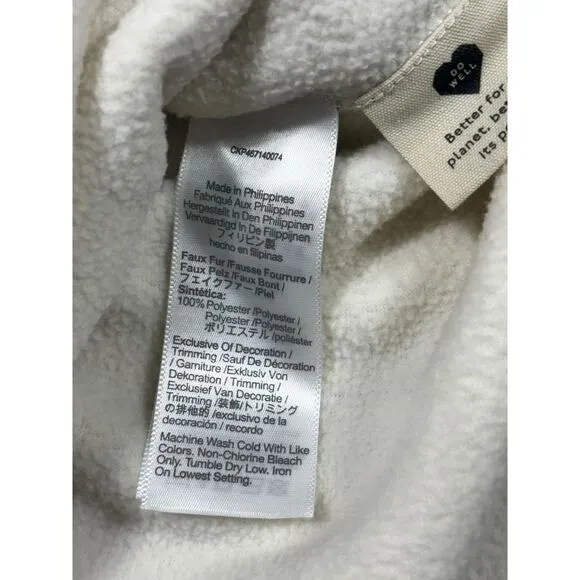 DO
WELL
Better for
planet, be
its p
CKP467140074
Made in Philippines
Fabriqué Aux Philippines
Hergestellt In Den Philippinen
Vervaardigd In De Filippijnen
フィリピン製
hecho en filipinas
Faux Fur /Fausse Fourrure /
Faux Pelz /Faux Bont /
フェイクファー /Piel
Sintética:
100% Polyester /Polyester /
Polyester /Polyester /
ポリエステル /poliéster
Exclusive Of Decoration /
Trimming /Sauf De Décoration
/ Garniture /Exklusiv Von
Dekoration / Trimming /
Exclusief Van Decoratie /
Trimming /装飾/トリミング
の排他的 /exclusivo de la
decoración / recordo
Machine Wash Cold With Like
Colors. Non-Chlorine Bleach
Only. Tumble Dry Low. Iron
On Lowest Setting.